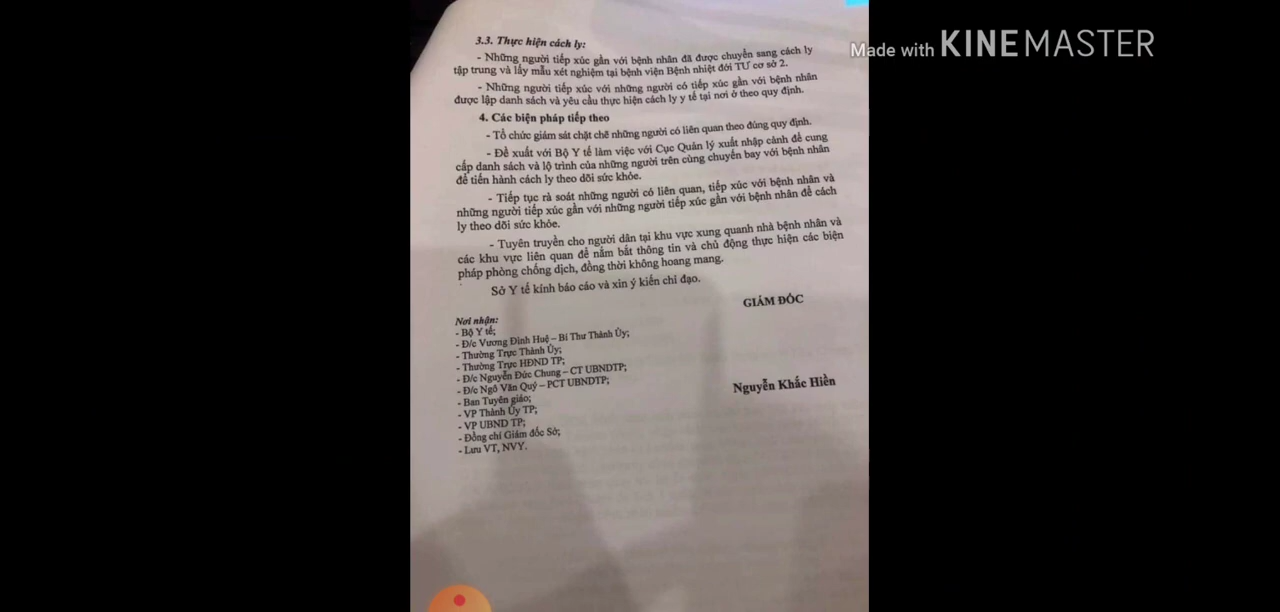 Made with KINEMASTER
3.3. Thực hiện cách ly:
- Những người tiếp xúc gần với bệnh nhân đã được chuyển sang cách ly
tập trung và lấy mẫu xét nghiệm tại bệnh viện Bệnh nhiệt đới TƯ cơ sở 2.
- Những người tiếp xúc với những người có tiếp xúc gần với bệnh nhân
được lập danh sách và yêu cầu thực hiện cách ly y tế tại nơi ở theo quy định.
4. Các biện pháp tiếp theo
- Tổ chức giám sát chặt chẽ những người có liên quan theo đúng quy định.
- Đề xuất với Bộ Y tế làm việc với Cục Quản lý xuất nhập cảnh để cung
cấp danh sách và lộ trình của những người trên cùng chuyến bay với bệnh nhân
để tiến hành cách ly theo dõi sức khỏe.
- Tiếp tục rà soát những người có liên quan, tiếp xúc với bệnh nhân và
những người tiếp xúc gần với những người tiếp xúc gần với bệnh nhân để cách
ly theo dõi sức khỏe.
- Tuyên truyền cho người dân tại khu vực xung quanh nhà bệnh nhân và
các khu vực liên quan để nắm bắt thông tin và chủ động thực hiện các biện
pháp phòng chống dịch, đồng thời không hoang mang.
Sở Y tế kính báo cáo và xin ý kiến chỉ đạo.
GIÁM ĐỐC
Nơi nhận:
- Bộ Y tế;
- Đ/c Vương Đình Huệ – Bí Thư Thành Ủy;
- Thường Trực Thành Ủy;
- Thường Trực HĐND TP;
- Đ/c Nguyễn Đức Chung – CT UBNDTP;
- Đ/c Ngô Văn Quý – PCT UBNDTP;
- Ban Tuyên giáo;
- VP Thành Ủy TP;
- VP UBND TP;
- Đồng chí Giám đốc Sở;
- Lưu VT, NVY.
Nguyễn Khắc Hiền